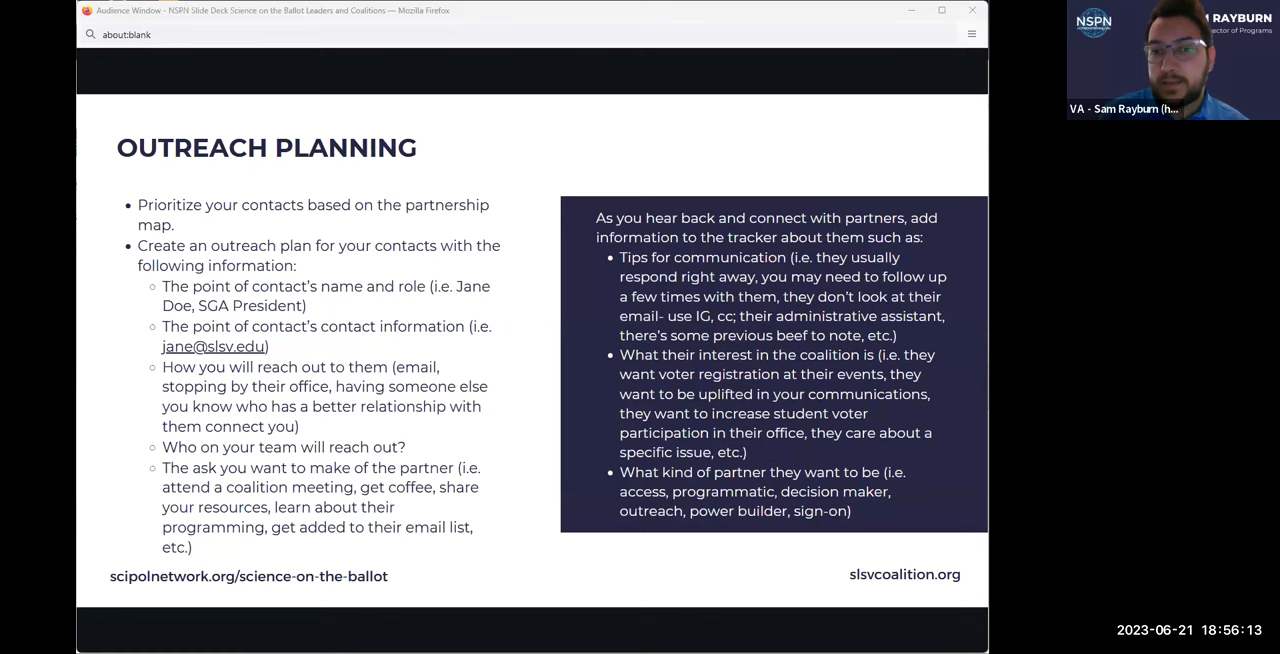 Audience Window - NSPN Slide Deck Science on the Ballot Leaders and Coalitions — Mozilla Firefox
about:blank
OUTREACH PLANNING
• Prioritize your contacts based on the partnership
map.
• Create an outreach plan for your contacts with the
following information:
○ The point of contact's name and role (i.e. Jane
Doe, SGA President)
○ The point of contact's contact information (i.e.
jane@slsv.edu)
○ How you will reach out to them (email,
stopping by their office, having someone else
you know who has a better relationship with
them connect you)
○ Who on your team will reach out?
○ The ask you want to make of the partner (i.e.
attend a coalition meeting, get coffee, share
your resources, learn about their
programming, get added to their email list,
etc.)
As you hear back and connect with partners, add
information to the tracker about them such as:
• Tips for communication (i.e. they usually
respond right away, you may need to follow up
a few times with them, they don't look at their
email- use IG, cc; their administrative assistant,
there's some previous beef to note, etc.)
• What their interest in the coalition is (i.e. they
want voter registration at their events, they
want to be uplifted in your communications,
they want to increase student voter
participation in their office, they care about a
specific issue, etc.)
• What kind of partner they want to be (i.e.
access, programmatic, decision maker,
outreach, power builder, sign-on)
scipolnetwork.org/science-on-the-ballot
slsvcoalition.org
NSPN
RAYBURN
ector of Programs
VA - Sam Rayburn (h...
2023-06-21 18:56:13